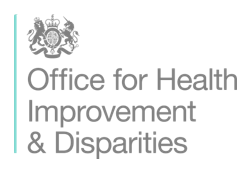 Office for Health
Improvement
& Disparities